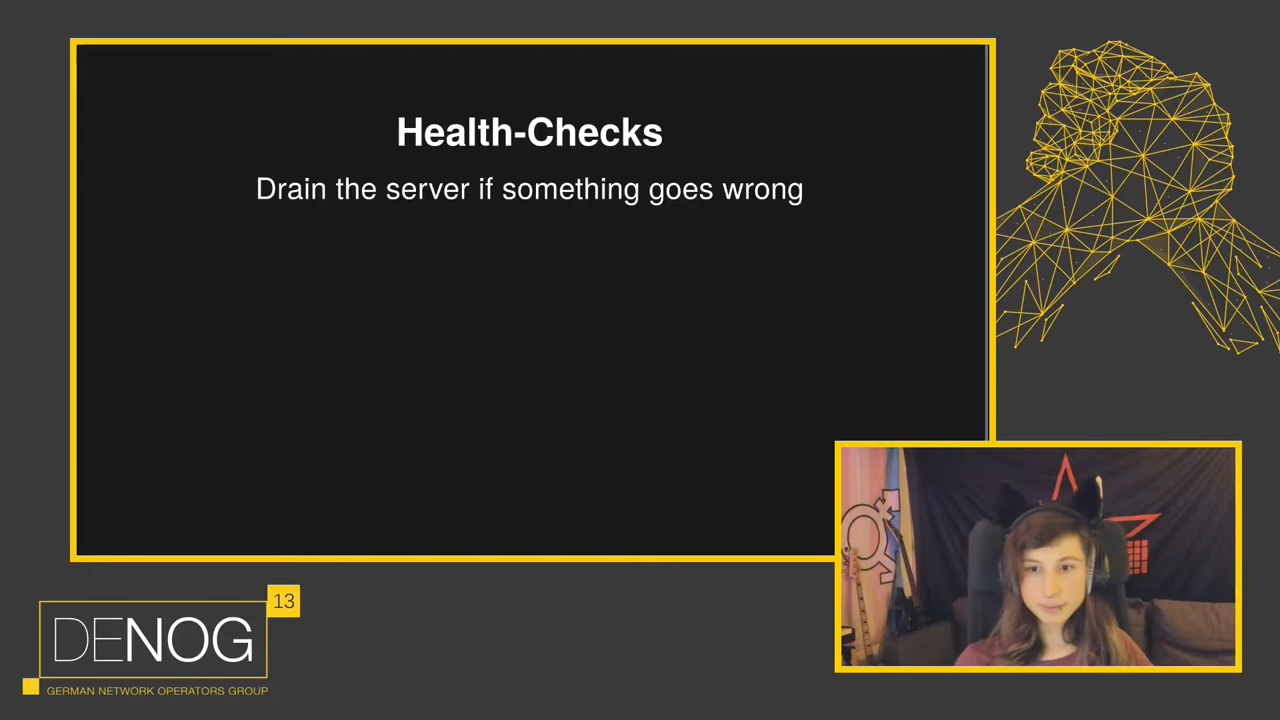 Health-Checks
Drain the server if something goes wrong
13
DENOG
GERMAN NETWORK OPERATORS GROUP